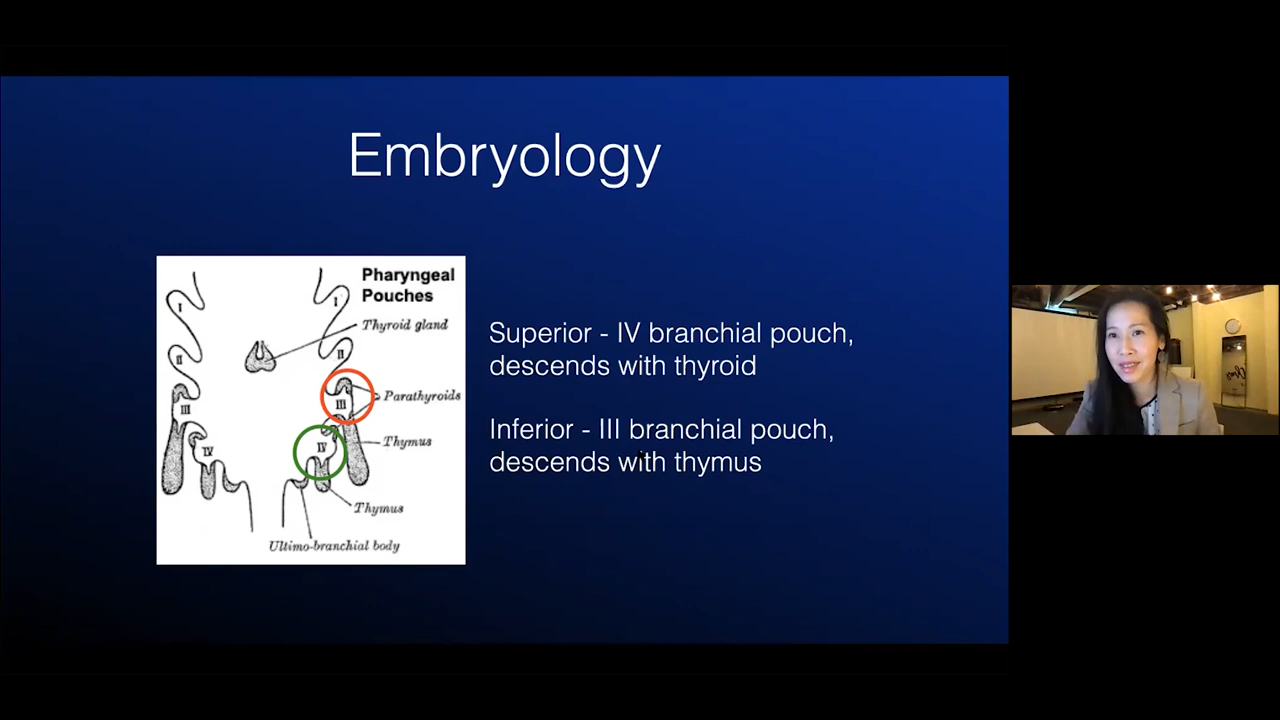 Embryology
Pharyngeal
Pouches
I
I
Thyroid gland
II
II
III
III
Parathyroids
IV
IV
Thymus
Thymus
Ultimo-branchial body
Superior - IV branchial pouch,
descends with thyroid
Inferior - III branchial pouch,
descends with thymus